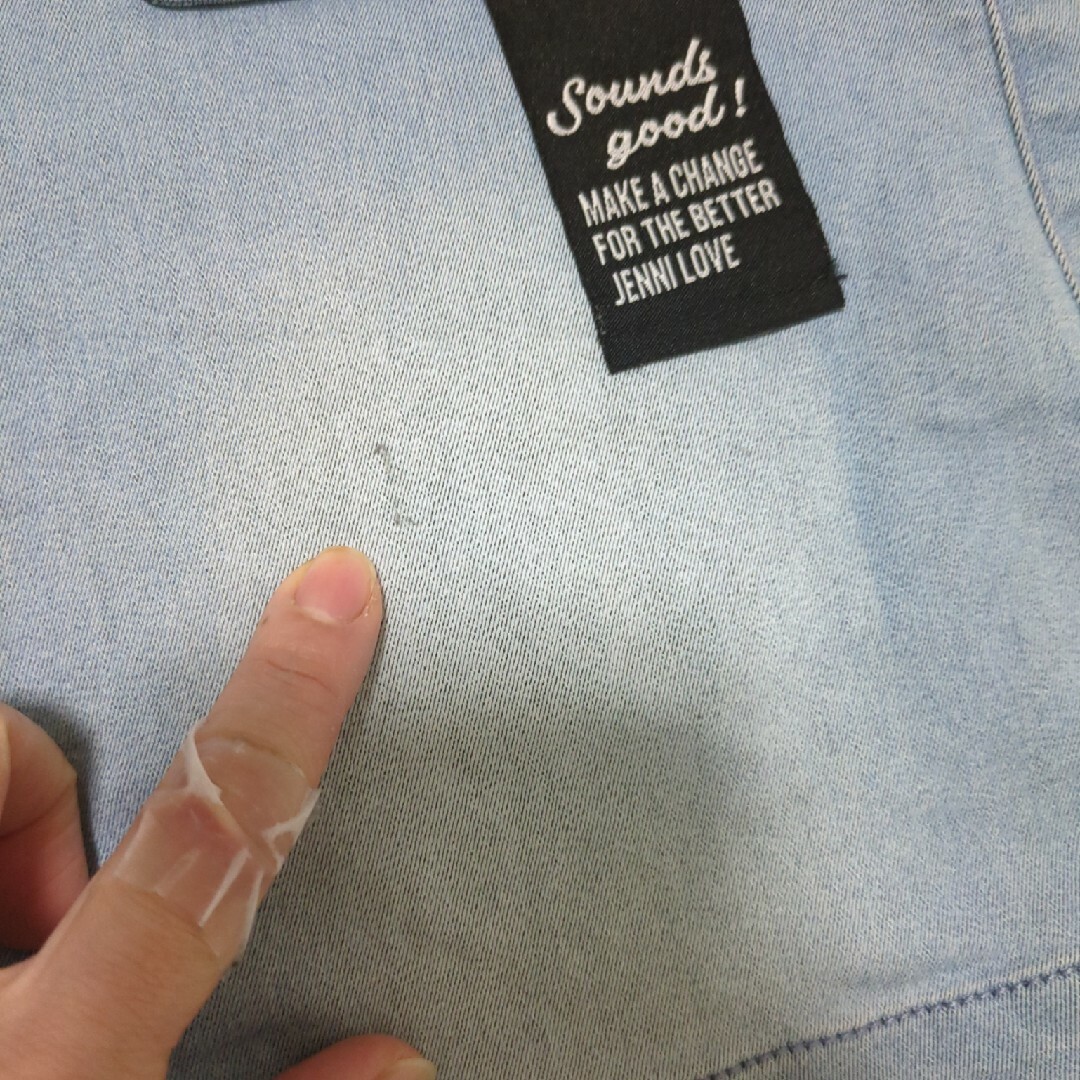 Sounds
good!
MAKE A CHANGE
FOR THE BETTER
JENNI LOVE